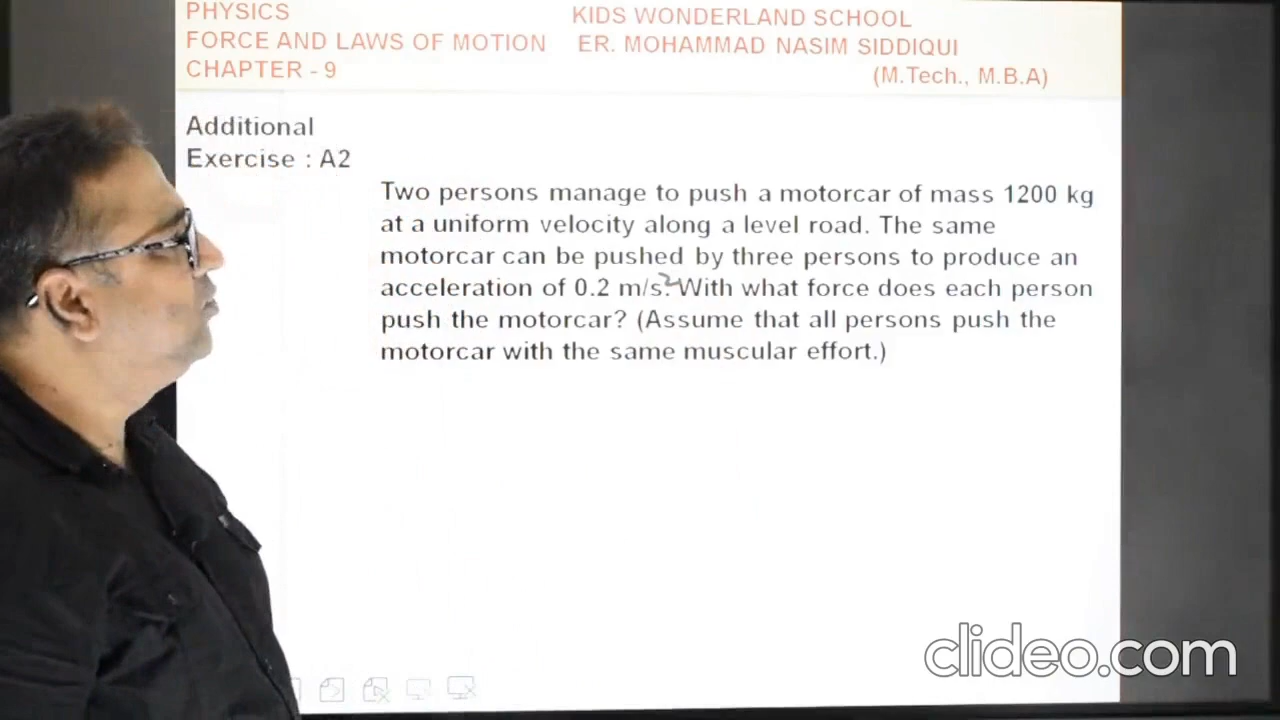 PHYSICS KIDS WONDERLAND SCHOOL
FORCE AND LAWS OF MOTION ER. MOHAMMAD NASIM SIDDIQUI
CHAPTER - 9 (M.Tech., M.B.A)
Additional
Exercise : A2
Two persons manage to push a motorcar of mass 1200 kg
at a uniform velocity along a level road. The same
motorcar can be pushed by three persons to produce an
acceleration of 0.2 m/s². With what force does each person
push the motorcar? (Assume that all persons push the
motorcar with the same muscular effort.)
clideo.com